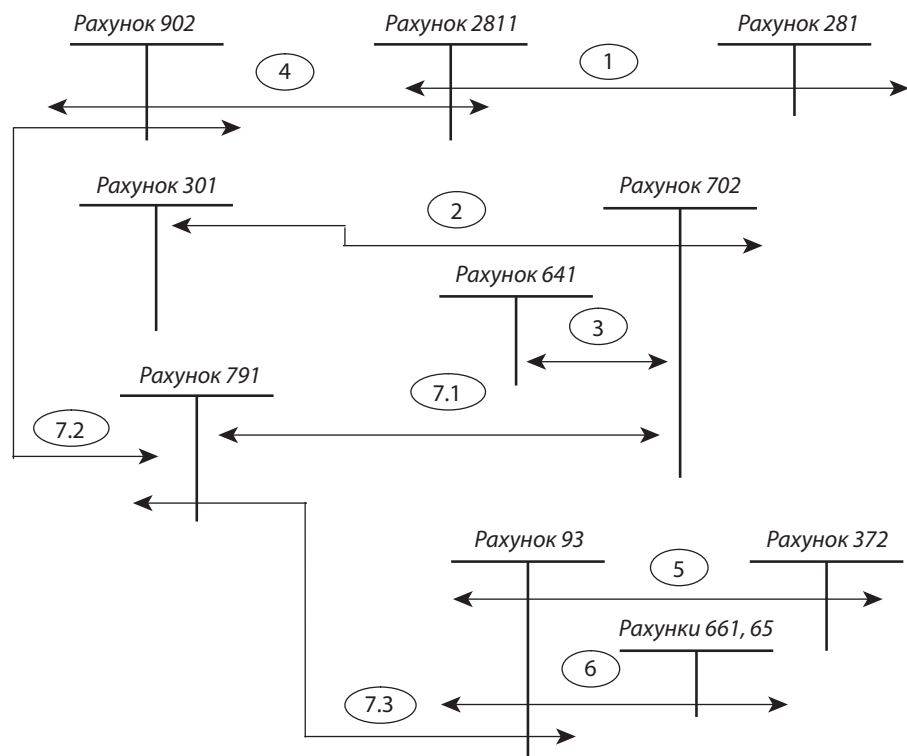 Рахунок 902
Рахунок 2811
Рахунок 281
4
1
Рахунок 301
Рахунок 702
2
Рахунок 641
3
Рахунок 791
7.1
7.2
Рахунок 93
Рахунок 372
5
Рахунки 661, 65
6
7.3